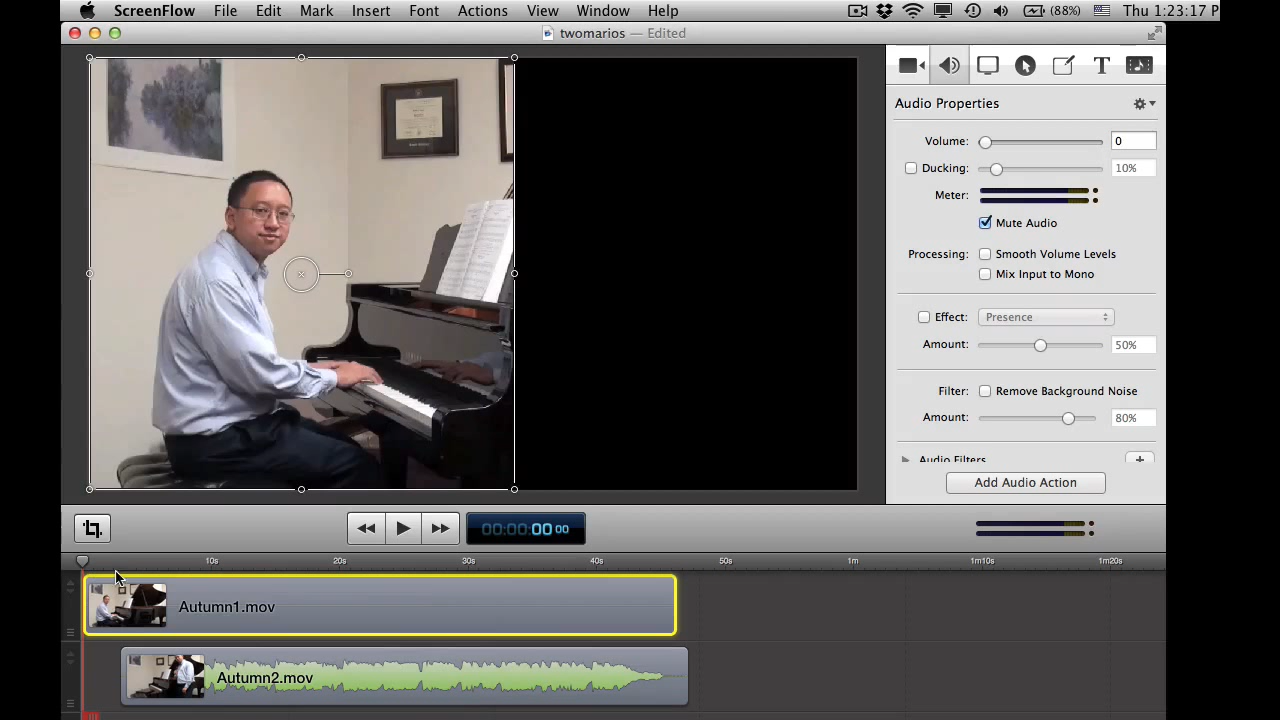 ScreenFlow File Edit Mark Insert Font Actions View Window Help (88%) Thu 1:23:17 P
twomarios — Edited
T
Audio Properties
Volume: 0
Ducking: 10%
Meter:
Mute Audio
Processing: Smooth Volume Levels
Mix Input to Mono
Effect: Presence
Amount: 50%
Filter: Remove Background Noise
Amount: 80%
Audio Filters +
Add Audio Action
00:00:00 00
10s 20s 30s 40s 50s 1m 1m10s 1m20s
Autumn1.mov
Autumn2.mov